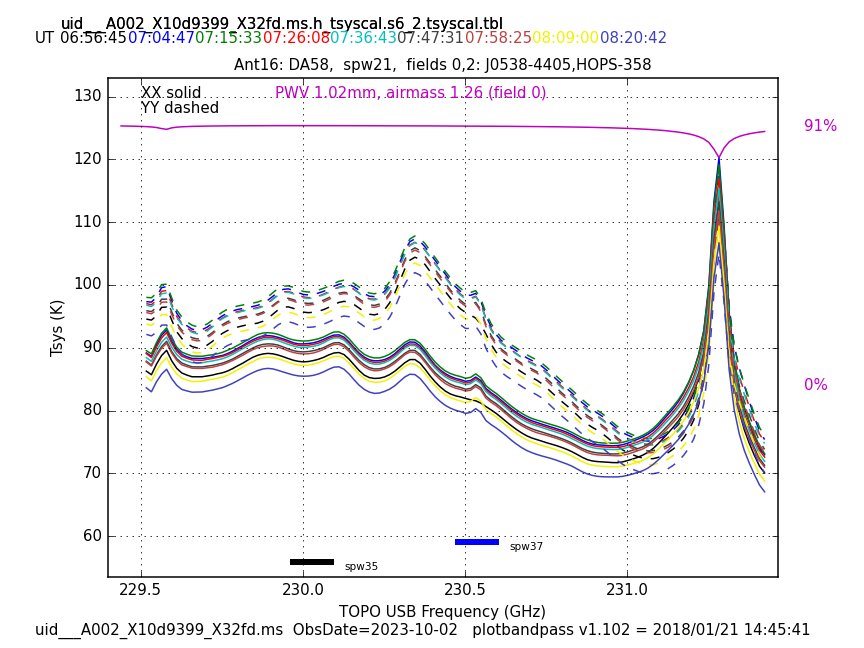 uid___A002_X10d9399_X32fd.ms.h_tsyscal.s6_2.tsyscal.tbl
UT 06:56:45 07:04:47 07:15:33 07:26:08 07:36:43 07:47:31 07:58:25 08:09:00 08:20:42
Ant16: DA58, spw21, fields 0,2: J0538-4405,HOPS-358
XX solid PWV 1.02mm, airmass 1.26 (field 0)
YY dashed
130
91%
120
110
100
90
0%
80
70
60
Tsys (K)
spw37
spw35
229.5 230.0 230.5 231.0
TOPO USB Frequency (GHz)
uid___A002_X10d9399_X32fd.ms ObsDate=2023-10-02 plotbandpass v1.102 = 2018/01/21 14:45:41